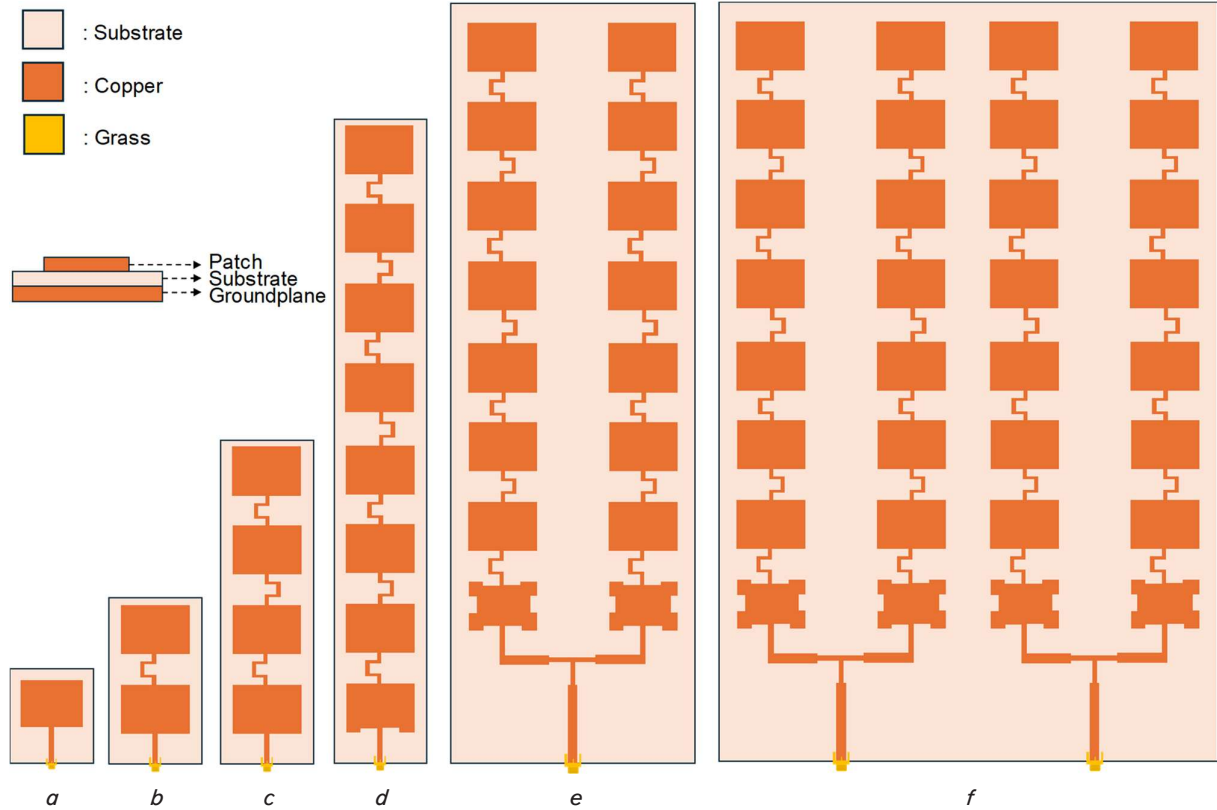 : Substrate
: Copper
: Grass
Patch
Substrate
Groundplane
a b c d e f